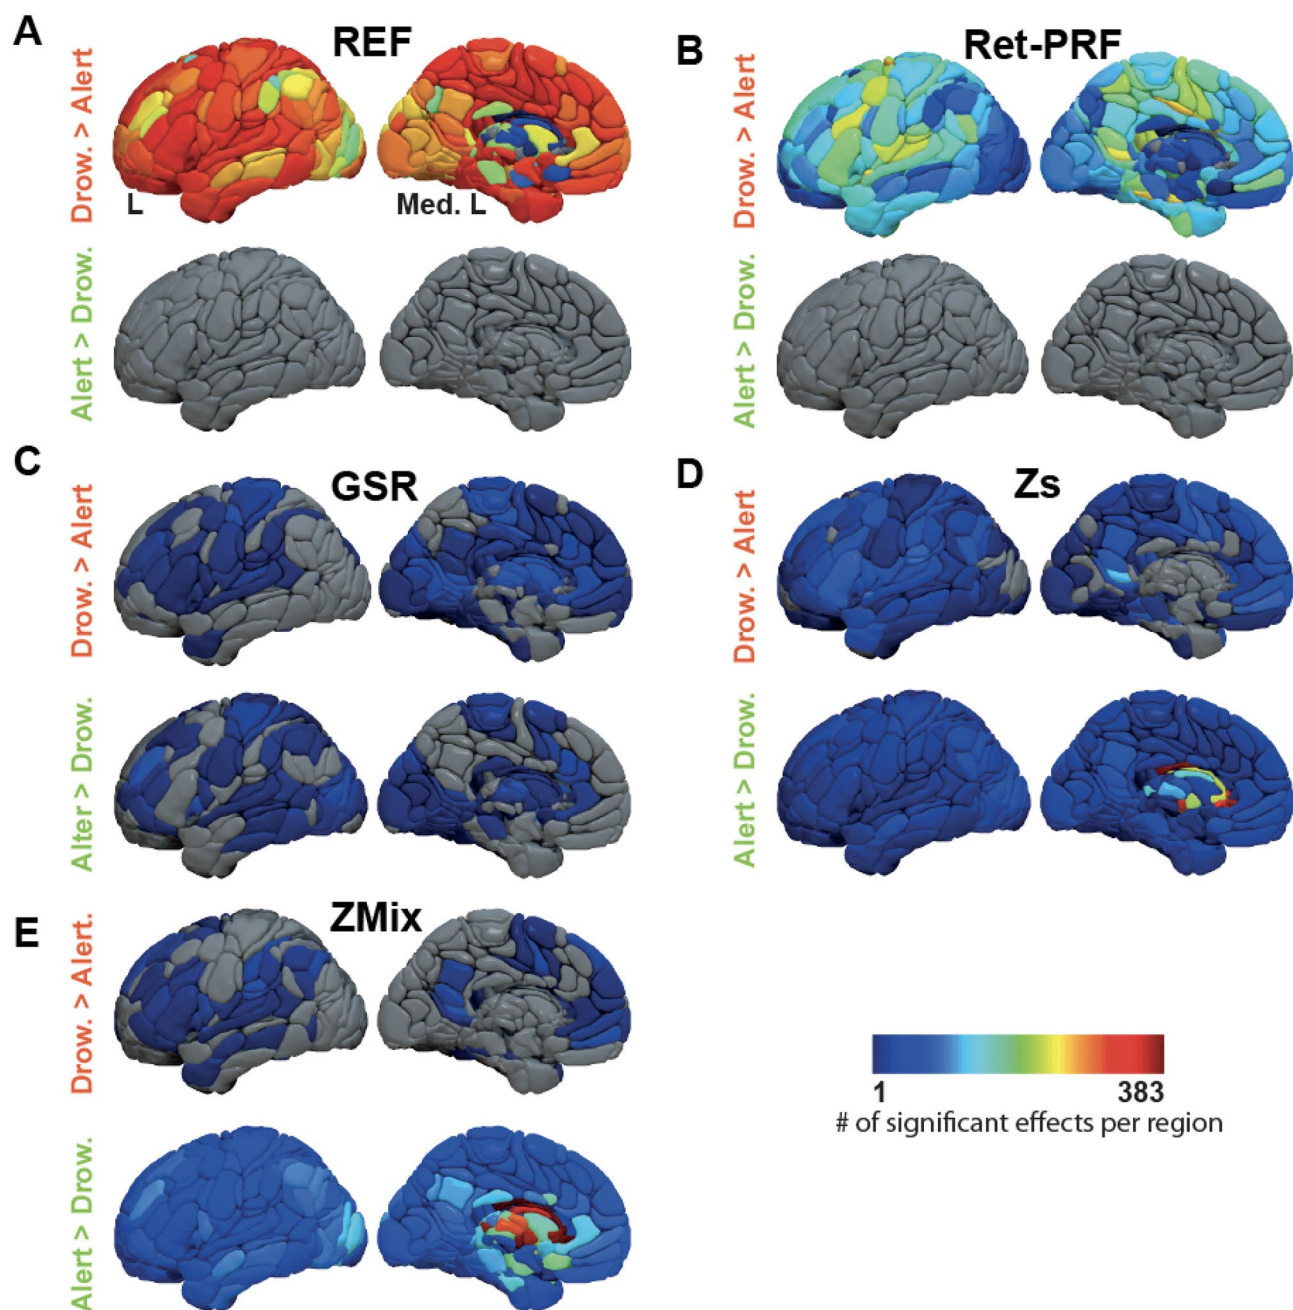 A
REF
Drow. > Alert
L
Med. L
Alert > Drow.
B
Ret-PRF
Drow. > Alert
Alert > Drow.
C
GSR
Drow. > Alert
Alter > Drow.
D
Zs
Drow. > Alert
Alert > Drow.
E
ZMix
Drow. > Alert.
Alert > Drow.
1 383
# of significant effects per region